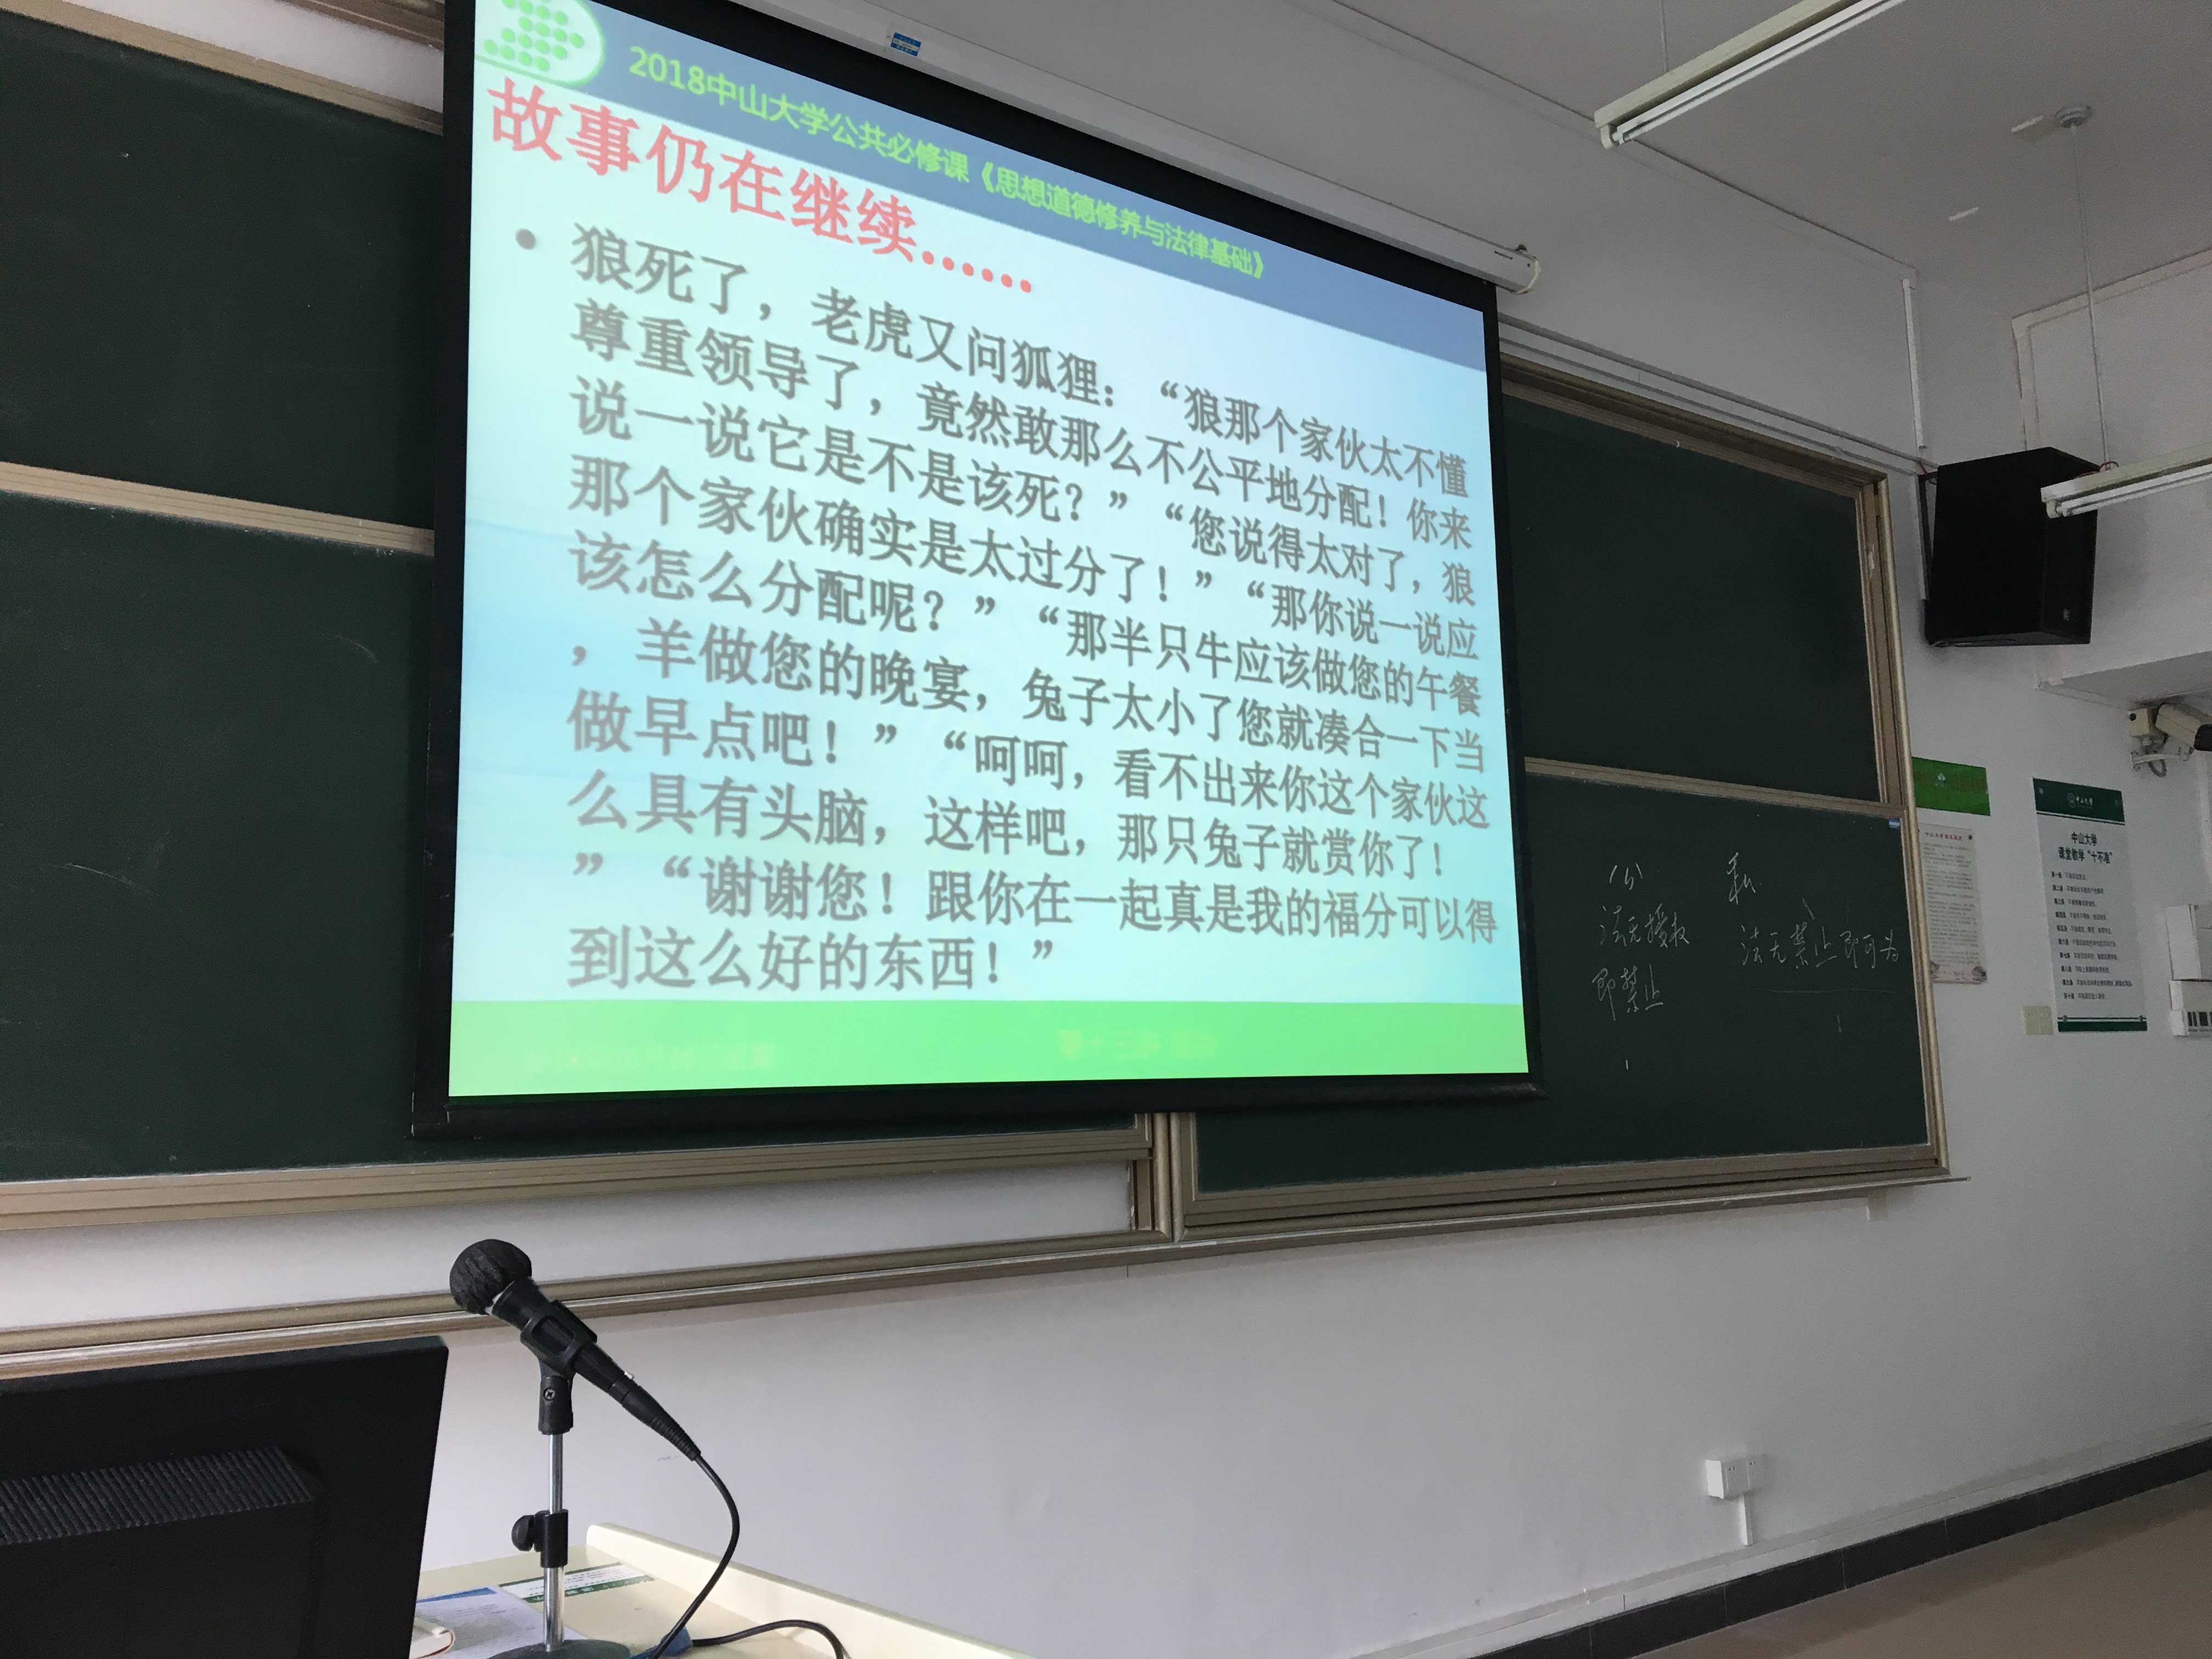 2018中山大学公共必修课《思想道德修养与法律基础》
故事仍在继续……
• 狼死了，老虎又问狐狸：“狼那个家伙太不懂
尊重领导了，竟然敢那么不公平地分配！你来
说一说它是不是该死？”“您说得太对了，狼
那个家伙确实是太过分了！”“那你说一说应
该怎么分配呢？”“那半只牛应该做您的午餐
，羊做您的晚宴，兔子太小了您就凑合一下当
做早点吧！”“呵呵，看不出来你这个家伙这
么具有头脑，这样吧，那只兔子就赏你了！
”“谢谢您！跟你在一起真是我的福分可以得
到这么好的东西！”
公
法无授权
即禁止
私
法无禁止即可为
中山大学
中山大学
课堂教学“十不准”